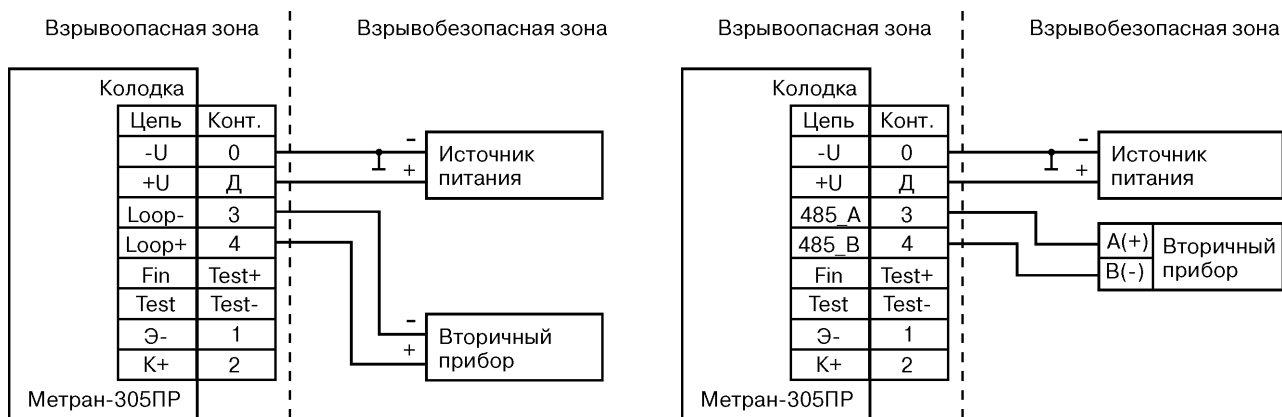 Взрывоопасная зона
Взрывобезопасная зона
Колодка
Цепь Конт.
-U 0
+U Д
Loop- 3
Loop+ 4
Fin Test+
Test Test-
Э- 1
К+ 2
Метран-305ПР
-
+
Источник
питания
-
+
Вторичный
прибор
Взрывоопасная зона
Взрывобезопасная зона
Колодка
Цепь Конт.
-U 0
+U Д
485_A 3
485_B 4
Fin Test+
Test Test-
Э- 1
К+ 2
Метран-305ПР
-
+
Источник
питания
A(+)
B(-)
Вторичный
прибор